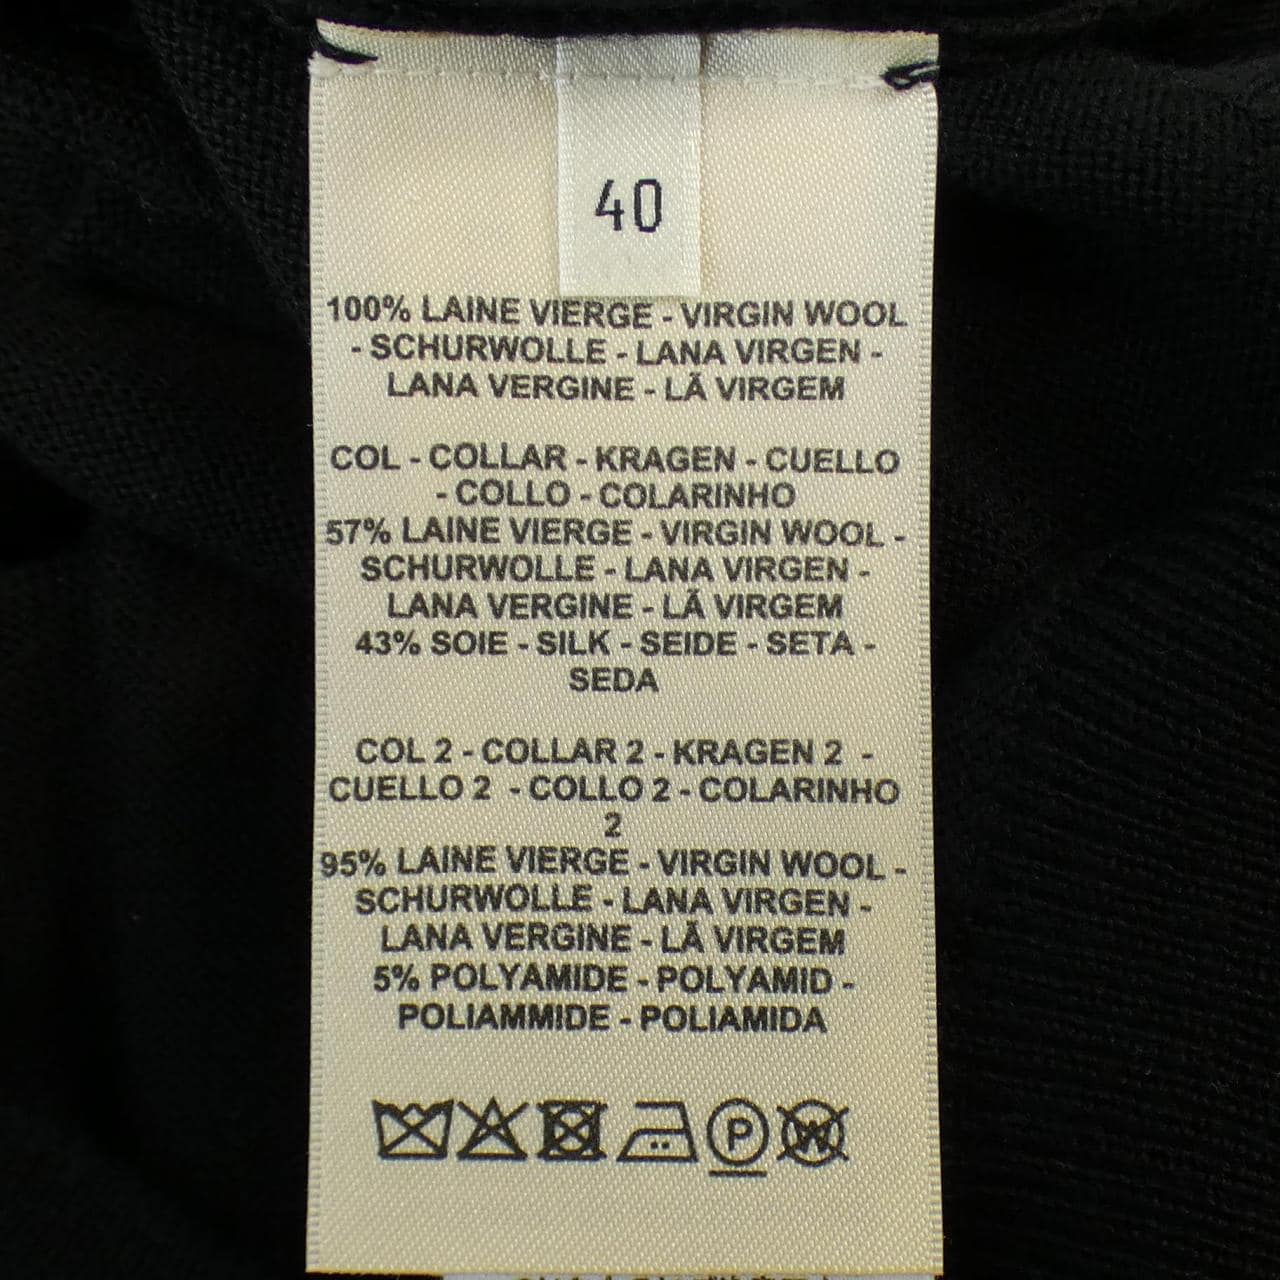 40
100% LAINE VIERGE - VIRGIN WOOL
- SCHURWOLLE - LANA VIRGEN -
LANA VERGINE - LÃ VIRGEM
COL - COLLAR - KRAGEN - CUELLO
- COLLO - COLARINHO
57% LAINE VIERGE - VIRGIN WOOL -
SCHURWOLLE - LANA VIRGEN -
LANA VERGINE - LÃ VIRGEM
43% SOIE - SILK - SEIDE - SETA -
SEDA
COL 2 - COLLAR 2 - KRAGEN 2 -
CUELLO 2 - COLLO 2 - COLARINHO
2
95% LAINE VIERGE - VIRGIN WOOL -
SCHURWOLLE - LANA VIRGEN -
LANA VERGINE - LÃ VIRGEM
5% POLYAMIDE - POLYAMID -
POLIAMMIDE - POLIAMIDA
P W